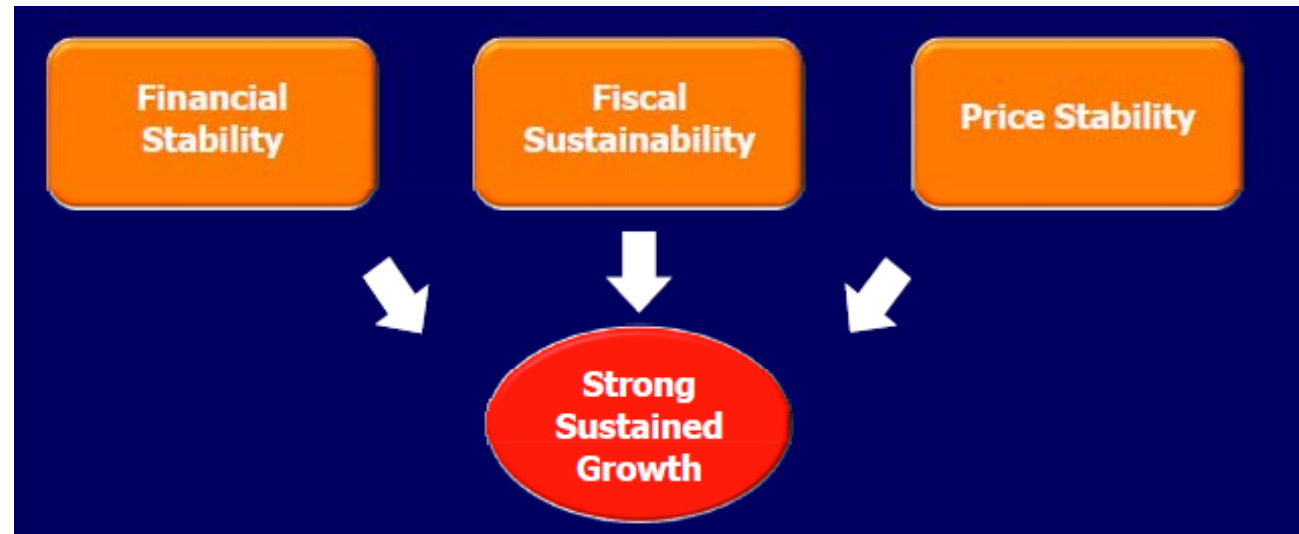 Financial
Stability
Fiscal
Sustainability
Price Stability
Strong
Sustained
Growth